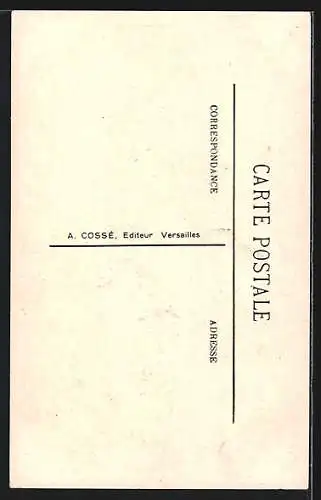 CARTE POSTALE
CORRESPONDANCE
ADRESSE
A. COSSÉ, Editeur Versailles